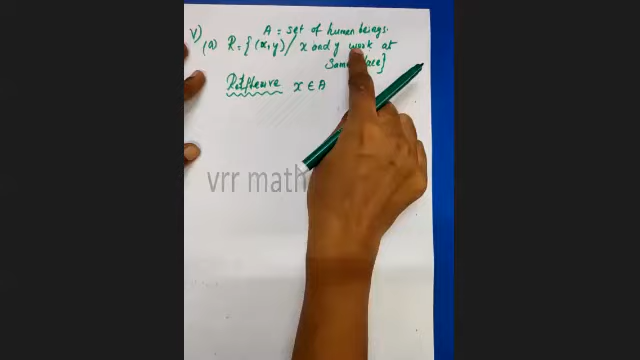 V) A = set of human beings.
(a) R = {(x,y) / x and y work at
same place}
Reflexive x ∈ A
vrr math